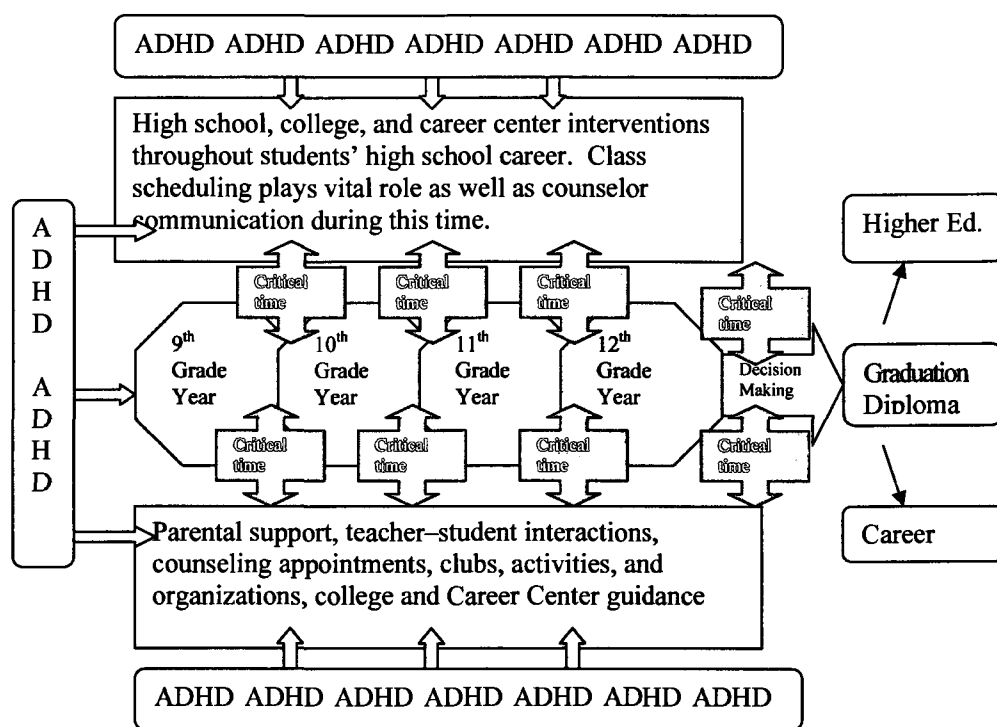 ADHD ADHD ADHD ADHD ADHD ADHD ADHD
High school, college, and career center interventions
throughout students' high school career. Class
scheduling plays vital role as well as counselor
communication during this time.
A
D
H
D
A
D
H
D
Critical
time
Critical
time
Critical
time
Critical
time
9th
Grade
Year
10th
Grade
Year
11th
Grade
Year
12th
Grade
Year
Decision
Making
Critical
time
Critical
time
Critical
time
Critical
time
Higher Ed.
Graduation
Diploma
Career
Parental support, teacher–student interactions,
counseling appointments, clubs, activities, and
organizations, college and Career Center guidance
ADHD ADHD ADHD ADHD ADHD ADHD ADHD